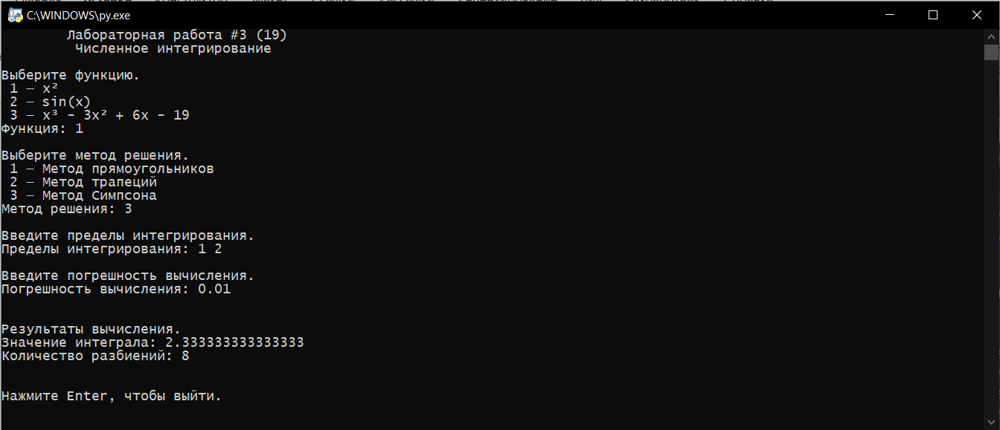 C:\WINDOWS\py.exe
Лабораторная работа #3 (19)
Численное интегрирование
Выберите функцию.
1 — x²
2 — sin(x)
3 — x³ - 3x² + 6x - 19
Функция: 1
Выберите метод решения.
1 — Метод прямоугольников
2 — Метод трапеций
3 — Метод Симпсона
Метод решения: 3
Введите пределы интегрирования.
Пределы интегрирования: 1 2
Введите погрешность вычисления.
Погрешность вычисления: 0.01
Результаты вычисления.
Значение интеграла: 2.333333333333333
Количество разбиений: 8
Нажмите Enter, чтобы выйти.